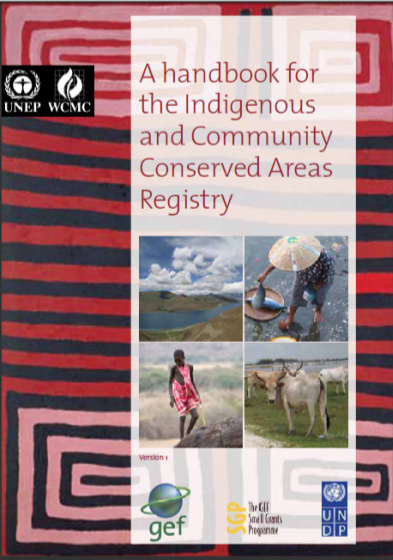 UNEP WCMC
A handbook for
the Indigenous
and Community
Conserved Areas
Registry
Version 1
gef
SGP
The GEF
Small Grants
Programme
U N
D P